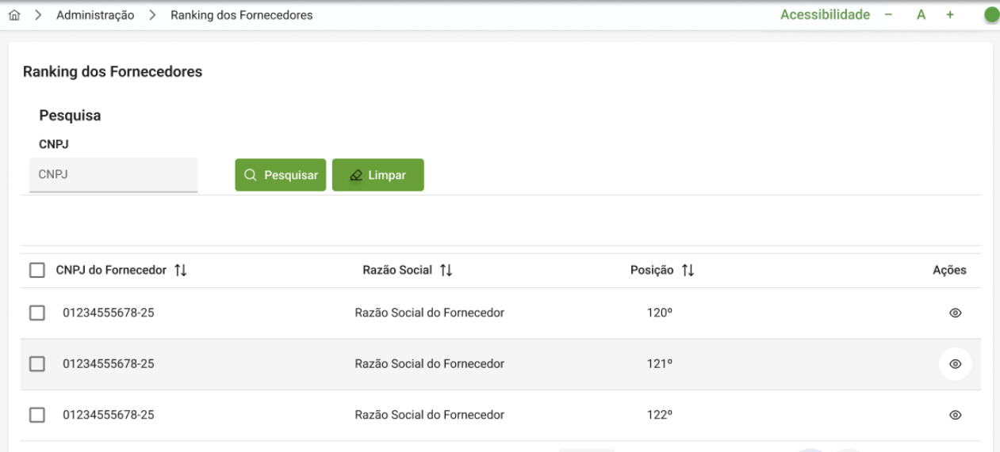 Administração > Ranking dos Fornecedores Acessibilidade − A +
Ranking dos Fornecedores
Pesquisa
CNPJ
CNPJ Pesquisar Limpar
CNPJ do Fornecedor Razão Social Posição Ações
01234555678-25 Razão Social do Fornecedor 120º
01234555678-25 Razão Social do Fornecedor 121º
01234555678-25 Razão Social do Fornecedor 122º